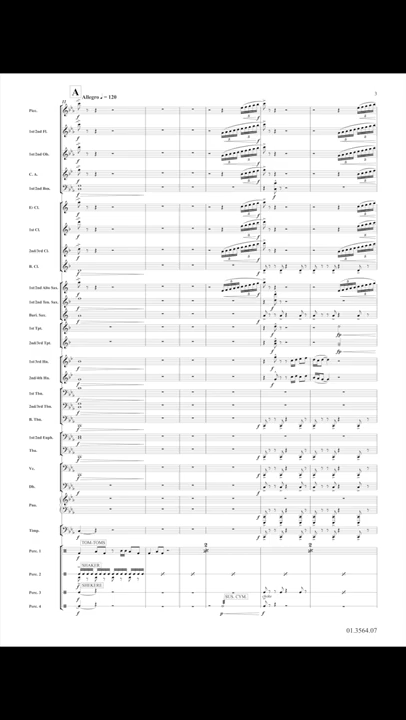 3
A Allegro ♩ = 120
Picc.
1st/2nd Fl.
1st/2nd Ob.
C. A.
1st/2nd Bsn.
E♭ Cl.
1st Cl.
2nd/3rd Cl.
B. Cl.
1st/2nd Alto Sax.
1st/2nd Ten. Sax.
Bari. Sax.
1st Tpt.
2nd/3rd Tpt.
1st/3rd Hn.
2nd/4th Hn.
1st Tbn.
2nd/3rd Tbn.
B. Tbn.
1st/2nd Euph.
Tba.
Vc.
Db.
Pno.
Timp.
TOM-TOMS
Perc. 1
SHAKER
Perc. 2
Perc. 3
SUS. CYM.
Perc. 4
01.3564.07